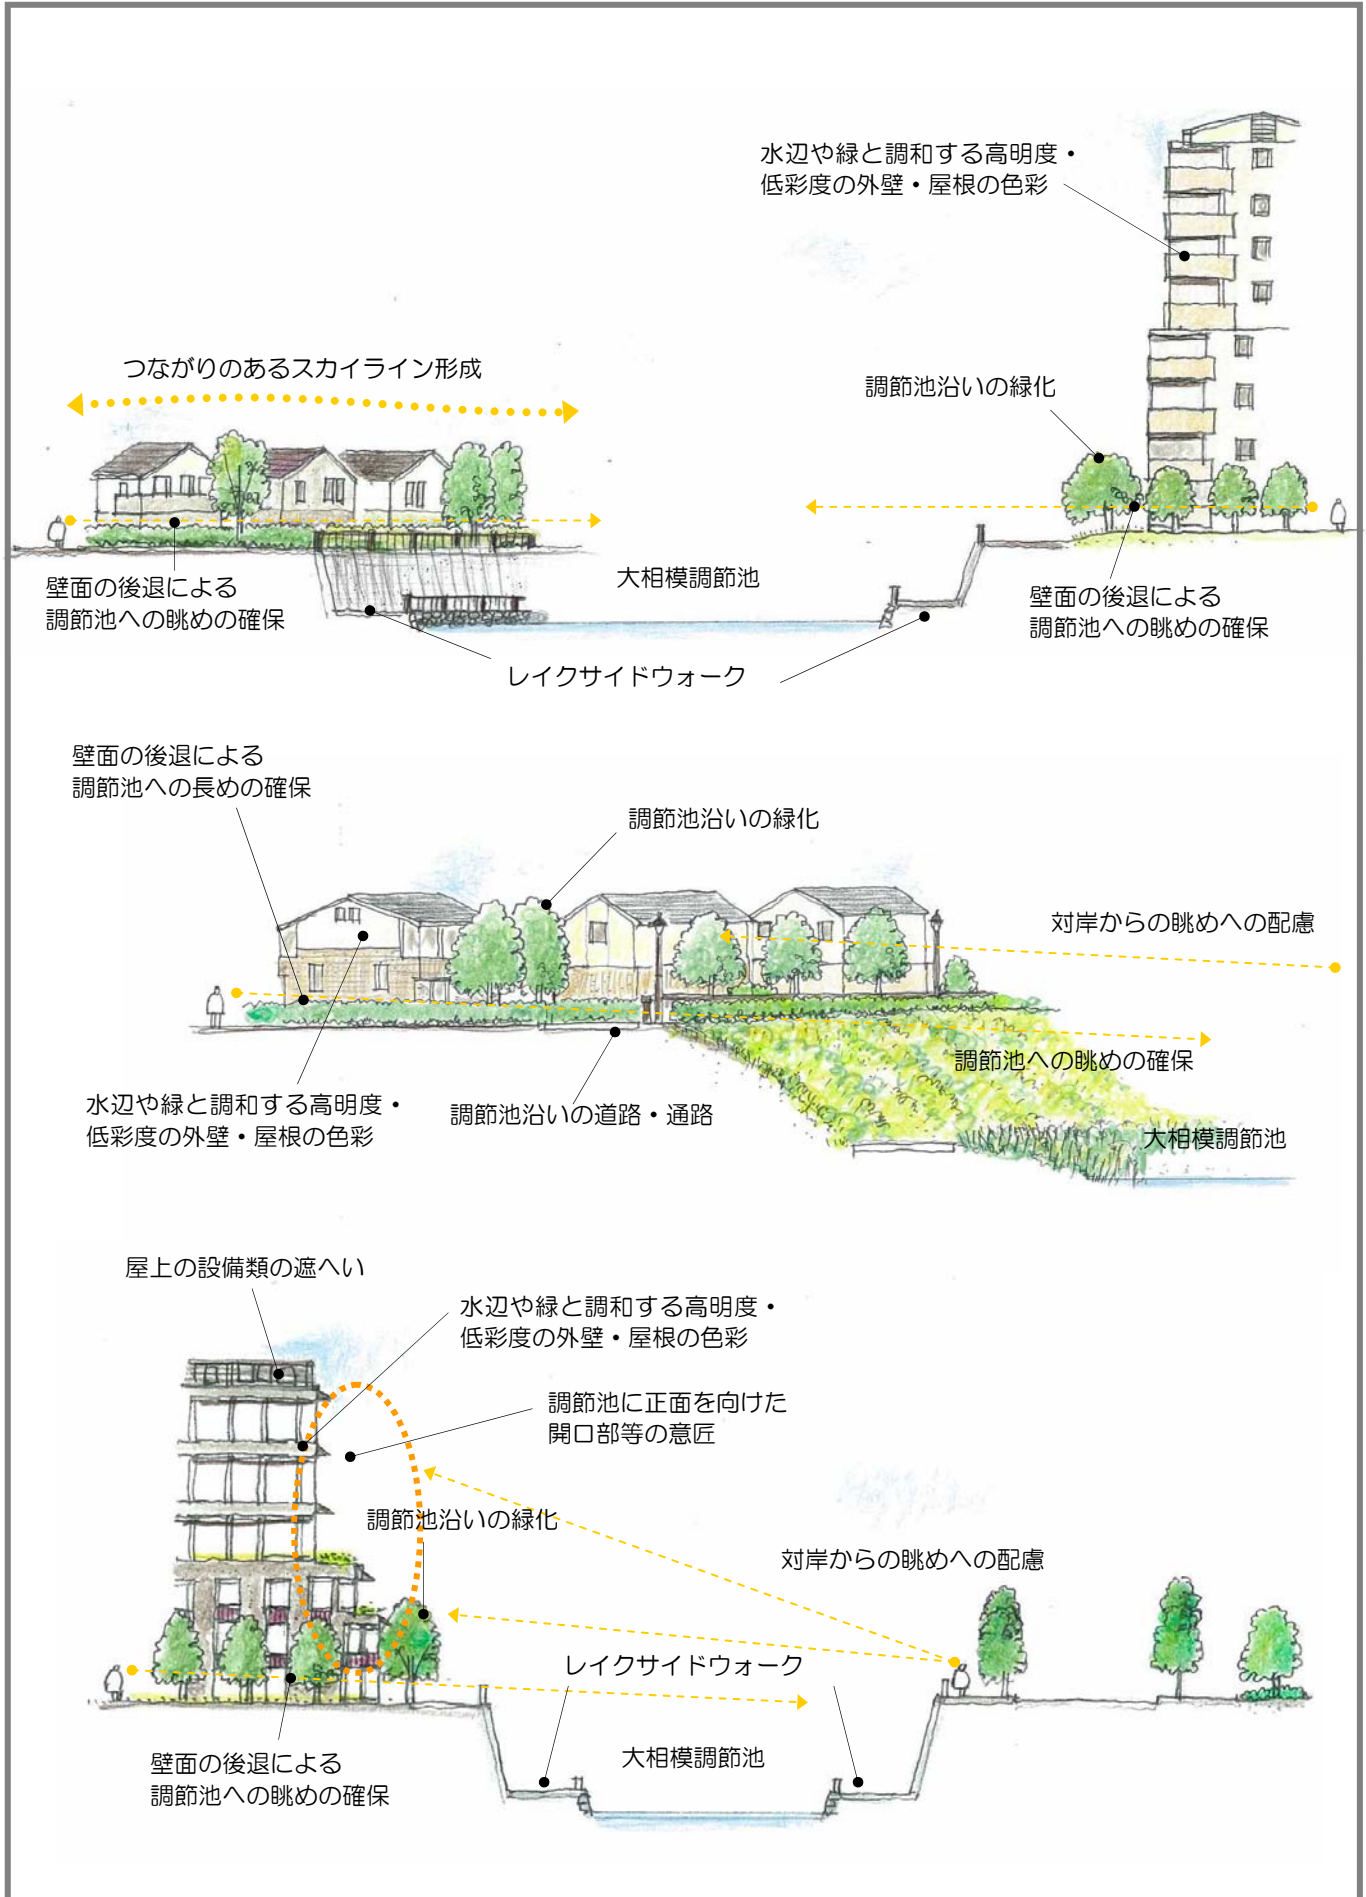 水辺や緑と調和する高明度・
低彩度の外壁・屋根の色彩
つながりのあるスカイライン形成
調節池沿いの緑化
壁面の後退による
調節池への眺めの確保
大相模調節池
壁面の後退による
調節池への眺めの確保
レイクサイドウォーク
壁面の後退による
調節池への長めの確保
調節池沿いの緑化
対岸からの眺めへの配慮
調節池への眺めの確保
水辺や緑と調和する高明度・
低彩度の外壁・屋根の色彩
調節池沿いの道路・通路
大相模調節池
屋上の設備類の遮へい
水辺や緑と調和する高明度・
低彩度の外壁・屋根の色彩
調節池に正面を向けた
開口部等の意匠
調節池沿いの緑化
対岸からの眺めへの配慮
レイクサイドウォーク
壁面の後退による
調節池への眺めの確保
大相模調節池